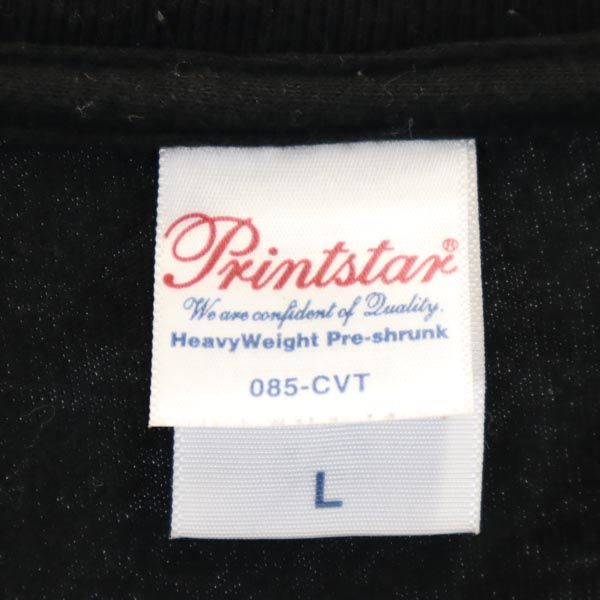 Printstar®
We are confident of Quality.
HeavyWeight Pre-shrunk
085-CVT
L